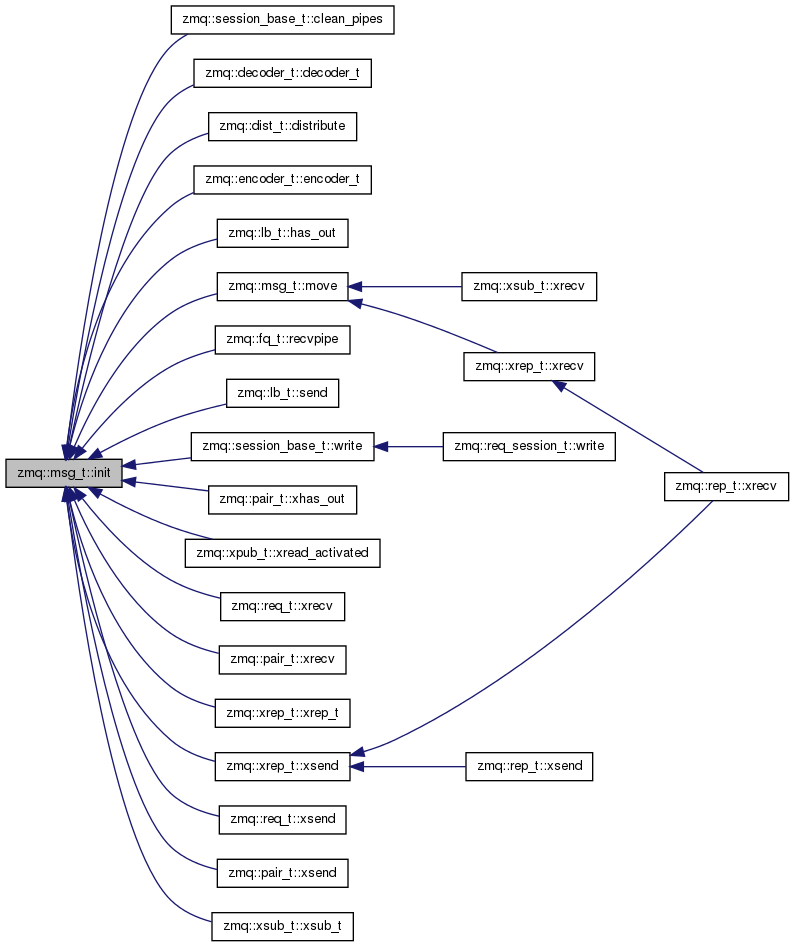 zmq::session_base_t::clean_pipes
zmq::decoder_t::decoder_t
zmq::dist_t::distribute
zmq::encoder_t::encoder_t
zmq::lb_t::has_out
zmq::msg_t::move
zmq::xsub_t::xrecv
zmq::fq_t::recvpipe
zmq::xrep_t::xrecv
zmq::lb_t::send
zmq::session_base_t::write
zmq::req_session_t::write
zmq::msg_t::init
zmq::rep_t::xrecv
zmq::pair_t::xhas_out
zmq::xpub_t::xread_activated
zmq::req_t::xrecv
zmq::pair_t::xrecv
zmq::xrep_t::xrep_t
zmq::xrep_t::xsend
zmq::rep_t::xsend
zmq::req_t::xsend
zmq::pair_t::xsend
zmq::xsub_t::xsub_t